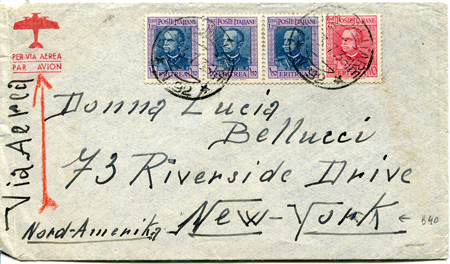 POSTE ITALIANE POSTE ITALIANE POSTE ITALIANE POSTE ITALIANE
ERITREA ERITREA ERITREA
PER VIA AEREA
PAR AVION
Via Aerea
Donna Lucia
Bellucci
73 Riverside Drive
New-York
Nord-Amerika